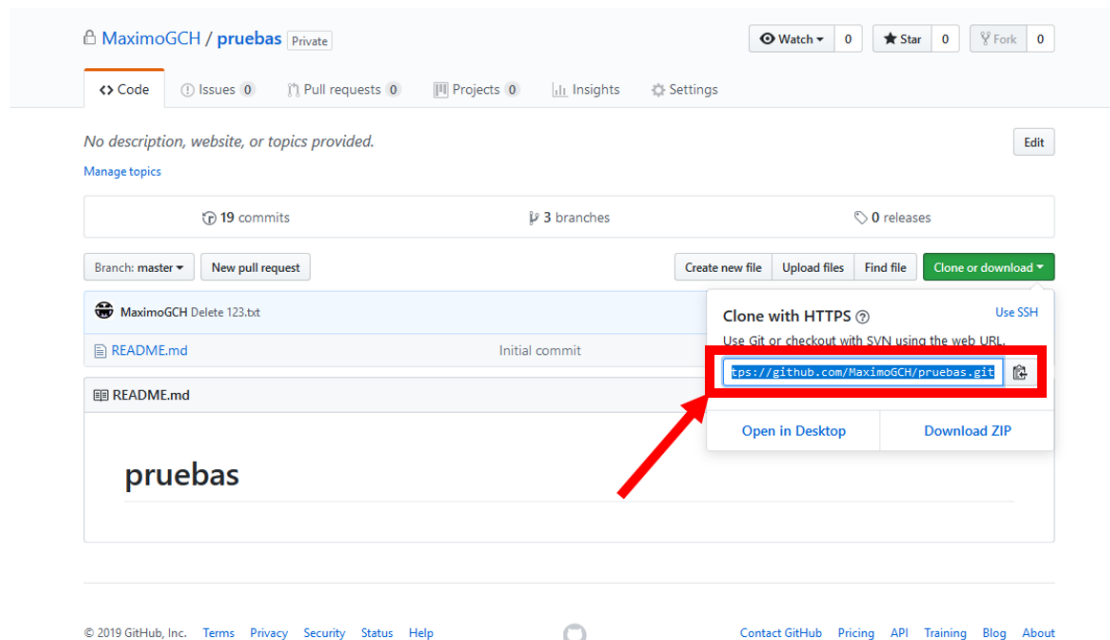 MaximoGCH / pruebas Private
Watch 0 Star 0 Fork 0
Code Issues 0 Pull requests 0 Projects 0 Insights Settings
No description, website, or topics provided.
Edit
Manage topics
19 commits 3 branches 0 releases
Branch: master New pull request Create new file Upload files Find file Clone or download
MaximoGCH Delete 123.txt
README.md Initial commit
Clone with HTTPS ? Use SSH
Use Git or checkout with SVN using the web URL.
tps://github.com/MaximoGCH/pruebas.git
Open in Desktop Download ZIP
README.md
pruebas
© 2019 GitHub, Inc. Terms Privacy Security Status Help Contact GitHub Pricing API Training Blog About